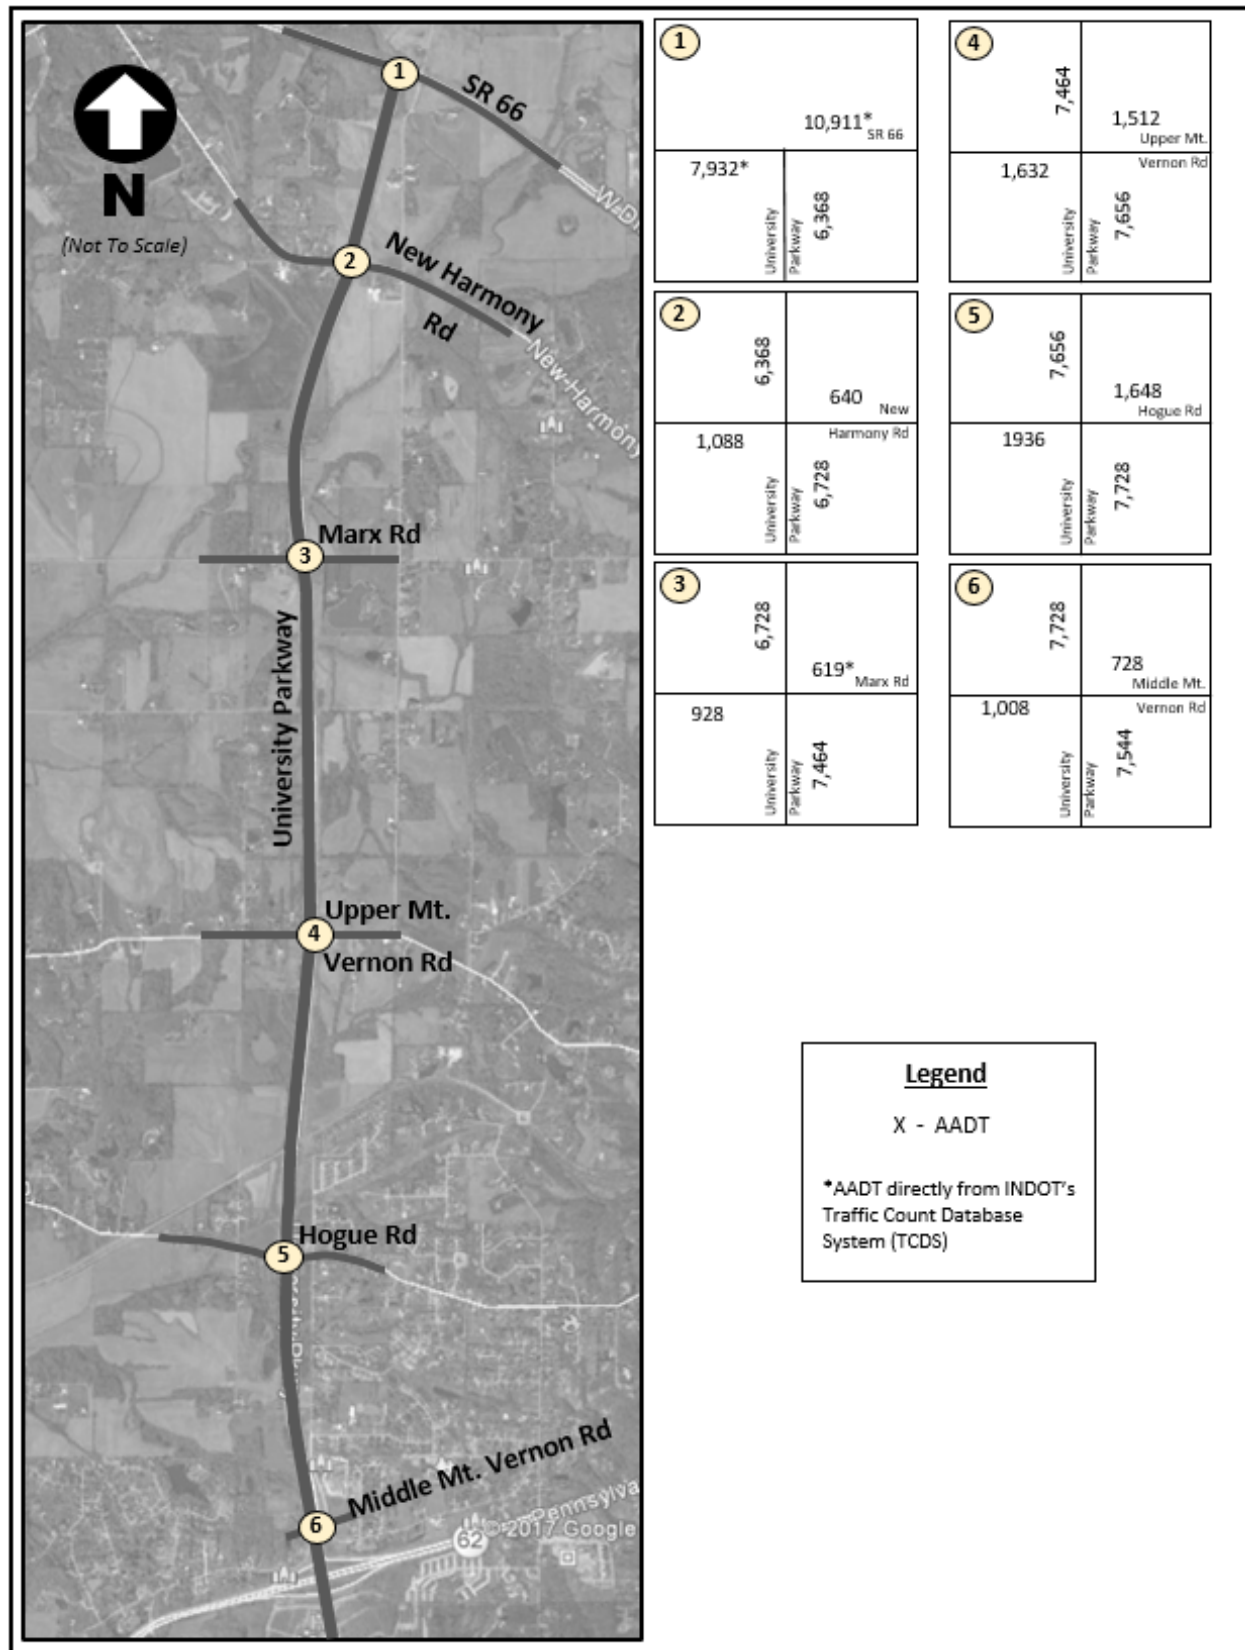 N
(Not To Scale)
1
SR 66
W-Di
2
New Harmony
Rd
New-Harmony
3
Marx Rd
University Parkway
4
Upper Mt.
Vernon Rd
5
Hogue Rd
6
Middle Mt. Vernon Rd
Pennsylva
© 2017 Google
62
1
10,911*
SR 66
7,932*
6,368
University
Parkway
2
6,368
640
New
Harmony Rd
1,088
6,728
University
Parkway
3
6,728
619*
Marx Rd
928
7,464
University
Parkway
4
7,464
1,512
Upper Mt.
Vernon Rd
1,632
7,656
University
Parkway
5
7,656
1,648
Hogue Rd
1936
7,728
University
Parkway
6
7,728
728
Middle Mt.
Vernon Rd
1,008
7,544
University
Parkway
Legend
X - AADT
*AADT directly from INDOT's
Traffic Count Database
System (TCDS)